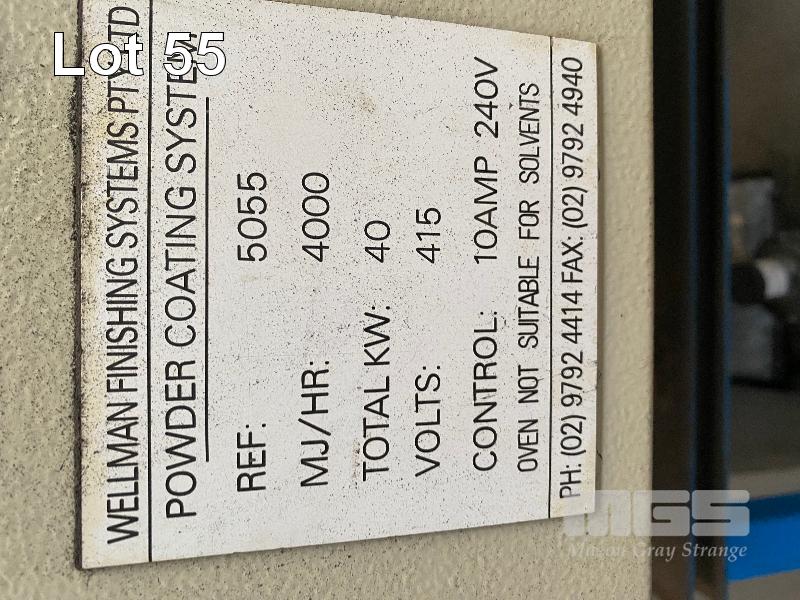 Lot 55
WELLMAN FINISHING SYSTEMS PTY LTD
POWDER COATING SYSTEM
REF: 5055
MJ/HR: 4000
TOTAL KW: 40
VOLTS: 415
CONTROL: 10AMP 240V
OVEN NOT SUITABLE FOR SOLVENTS
PH: (02) 9792 4414 FAX: (02) 9792 4940
MGS
Mason Gray Strange